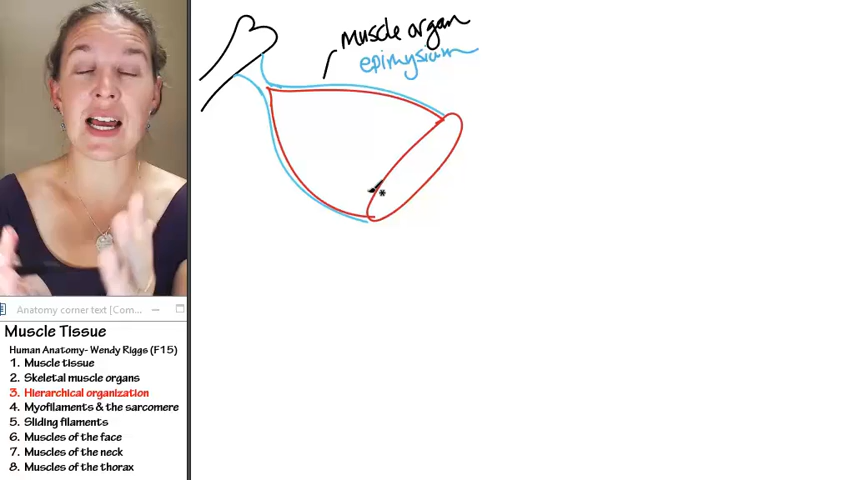 muscle organ
epimysium
*
Anatomy corner text [Com...
Muscle Tissue
Human Anatomy- Wendy Riggs (F15)
1. Muscle tissue
2. Skeletal muscle organs
3. Hierarchical organization
4. Myofilaments & the sarcomere
5. Sliding filaments
6. Muscles of the face
7. Muscles of the neck
8. Muscles of the thorax